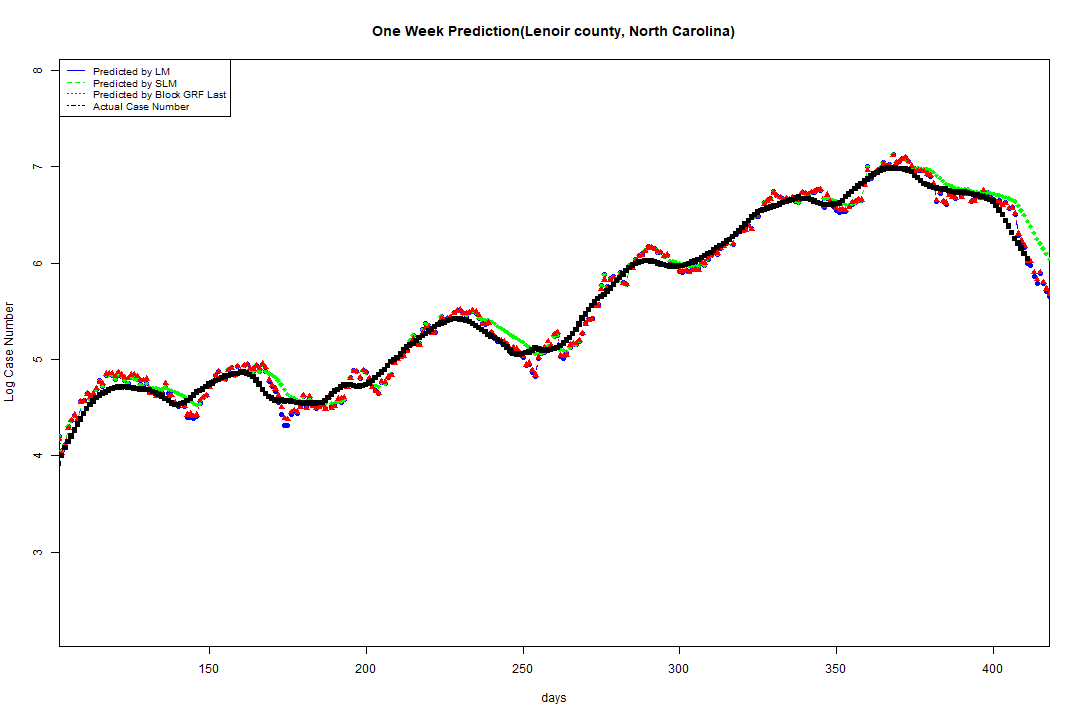 One Week Prediction(Lenoir county, North Carolina)
Predicted by LM
Predicted by SLM
Predicted by Block GRF Last
Actual Case Number
8
7
6
5
4
3
Log Case Number
150 200 250 300 350 400
days